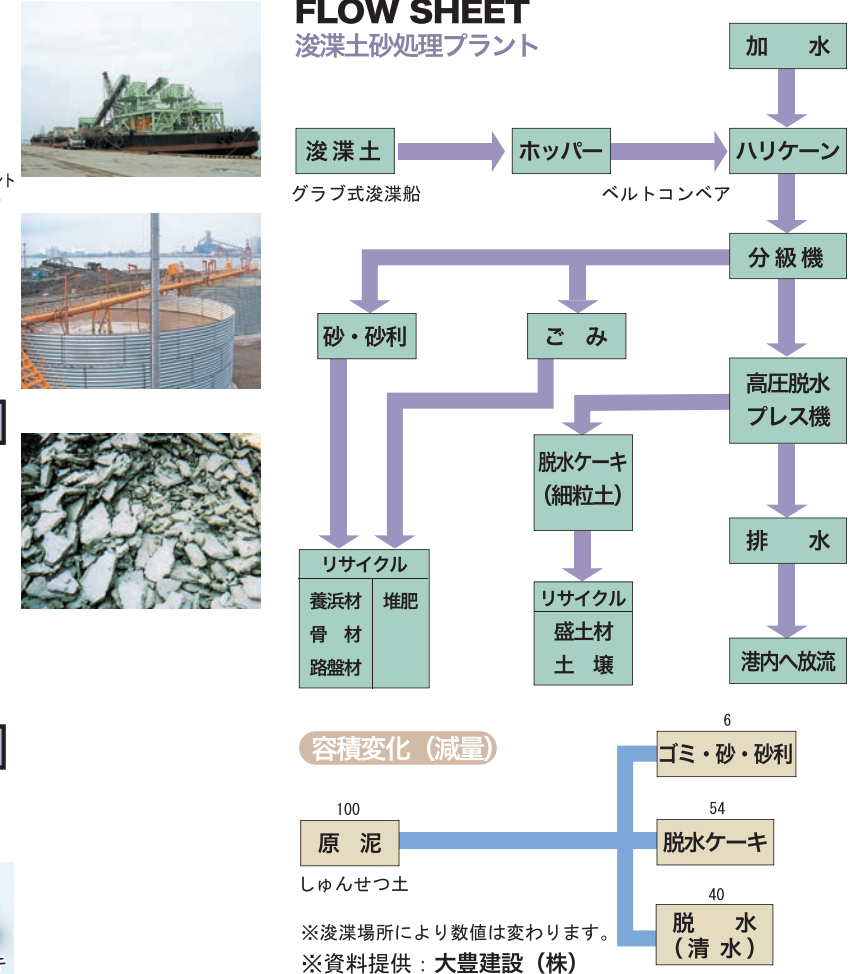 FLOW SHEET
浚渫土砂処理プラント
加 水
浚渫土
ホッパー
ハリケーン
グラブ式浚渫船
ベルトコンベア
分級機
砂・砂利
ごみ
高圧脱水
プレス機
脱水ケーキ
(細粒土)
排 水
リサイクル
養浜材
堆肥
骨 材
路盤材
リサイクル
盛土材
土 壌
港内へ放流
容積変化(減量)
6
ゴミ・砂・砂利
100
原 泥
しゅんせつ土
54
脱水ケーキ
40
脱 水
(清 水)
※浚渫場所により数値は変わります。
※資料提供:大豊建設(株)